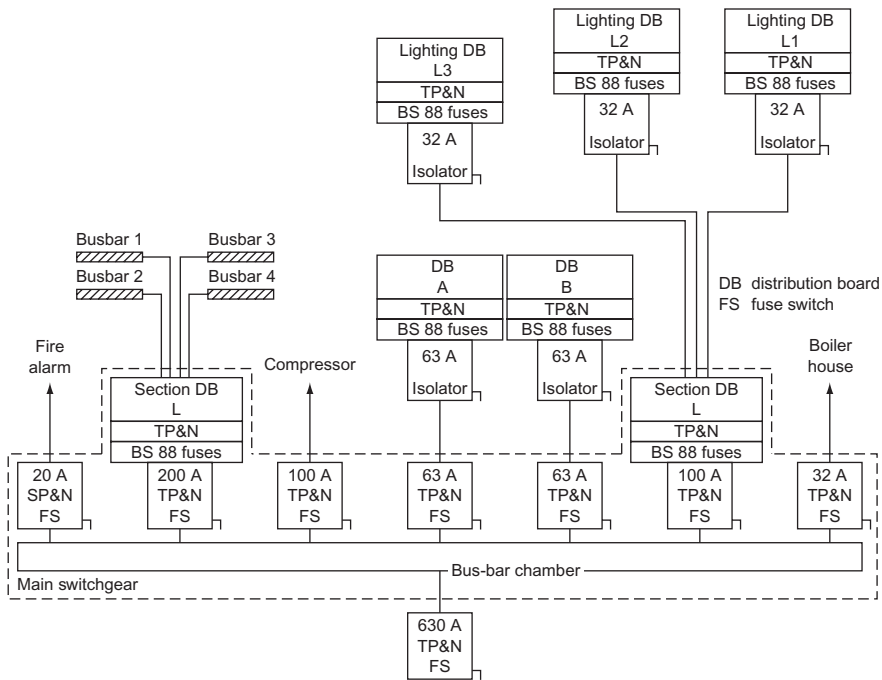 Lighting DB
L3
TP&N
BS 88 fuses
32 A
Isolator
Lighting DB
L2
TP&N
BS 88 fuses
32 A
Isolator
Lighting DB
L1
TP&N
BS 88 fuses
32 A
Isolator
Busbar 1
Busbar 2
Busbar 3
Busbar 4
DB
A
TP&N
BS 88 fuses
63 A
Isolator
DB
B
TP&N
BS 88 fuses
63 A
Isolator
DB distribution board
FS fuse switch
Fire
alarm
Section DB
L
TP&N
BS 88 fuses
Compressor
Section DB
L
TP&N
BS 88 fuses
Boiler
house
20 A
SP&N
FS
200 A
TP&N
FS
100 A
TP&N
FS
63 A
TP&N
FS
63 A
TP&N
FS
100 A
TP&N
FS
32 A
TP&N
FS
Bus-bar chamber
Main switchgear
630 A
TP&N
FS